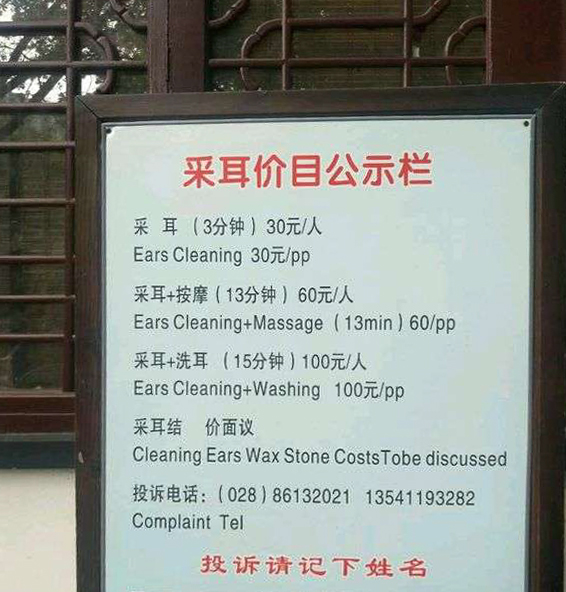 采耳价目公示栏
采 耳 （3分钟）30元/人
Ears Cleaning 30元/pp
采耳+按摩（13分钟）60元/人
Ears Cleaning+Massage （13min）60/pp
采耳+洗耳 （15分钟）100元/人
Ears Cleaning+Washing 100元/pp
采耳结 价面议
Cleaning Ears Wax Stone CostsTobe discussed
投诉电话：（028）86132021 13541193282
Complaint Tel
投诉请记下姓名